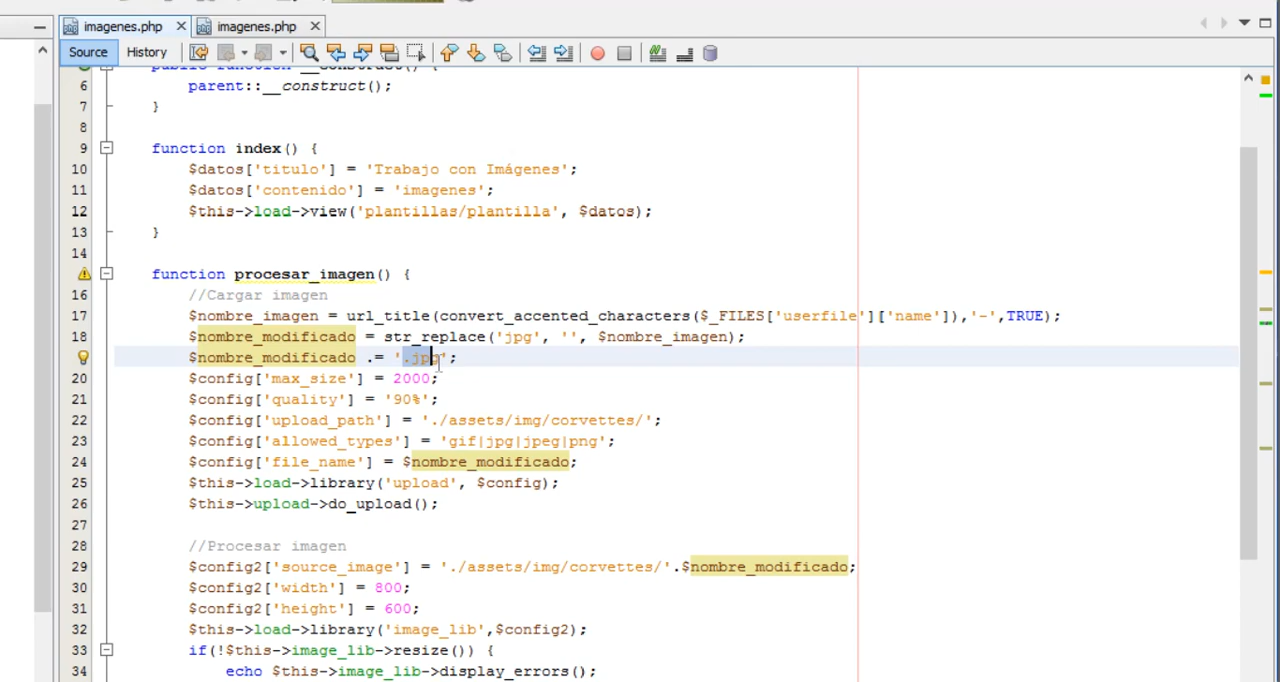 imagenes.php
imagenes.php
Source History
public function __construct() {
6 parent::__construct();
7 }
8
9 function index() {
10 $datos['titulo'] = 'Trabajo con Imágenes';
11 $datos['contenido'] = 'imagenes';
12 $this->load->view('plantillas/plantilla', $datos);
13 }
14
function procesar_imagen() {
16 //Cargar imagen
17 $nombre_imagen = url_title(convert_accented_characters($_FILES['userfile']['name']),'-',TRUE);
18 $nombre_modificado = str_replace('jpg', '', $nombre_imagen);
$nombre_modificado .= '.jpg';
20 $config['max_size'] = 2000;
21 $config['quality'] = '90%';
22 $config['upload_path'] = './assets/img/corvettes/';
23 $config['allowed_types'] = 'gif|jpg|jpeg|png';
24 $config['file_name'] = $nombre_modificado;
25 $this->load->library('upload', $config);
26 $this->upload->do_upload();
27
28 //Procesar imagen
29 $config2['source_image'] = './assets/img/corvettes/'.$nombre_modificado;
30 $config2['width'] = 800;
31 $config2['height'] = 600;
32 $this->load->library('image_lib',$config2);
33 if(!$this->image_lib->resize()) {
34 echo $this->image_lib->display_errors();